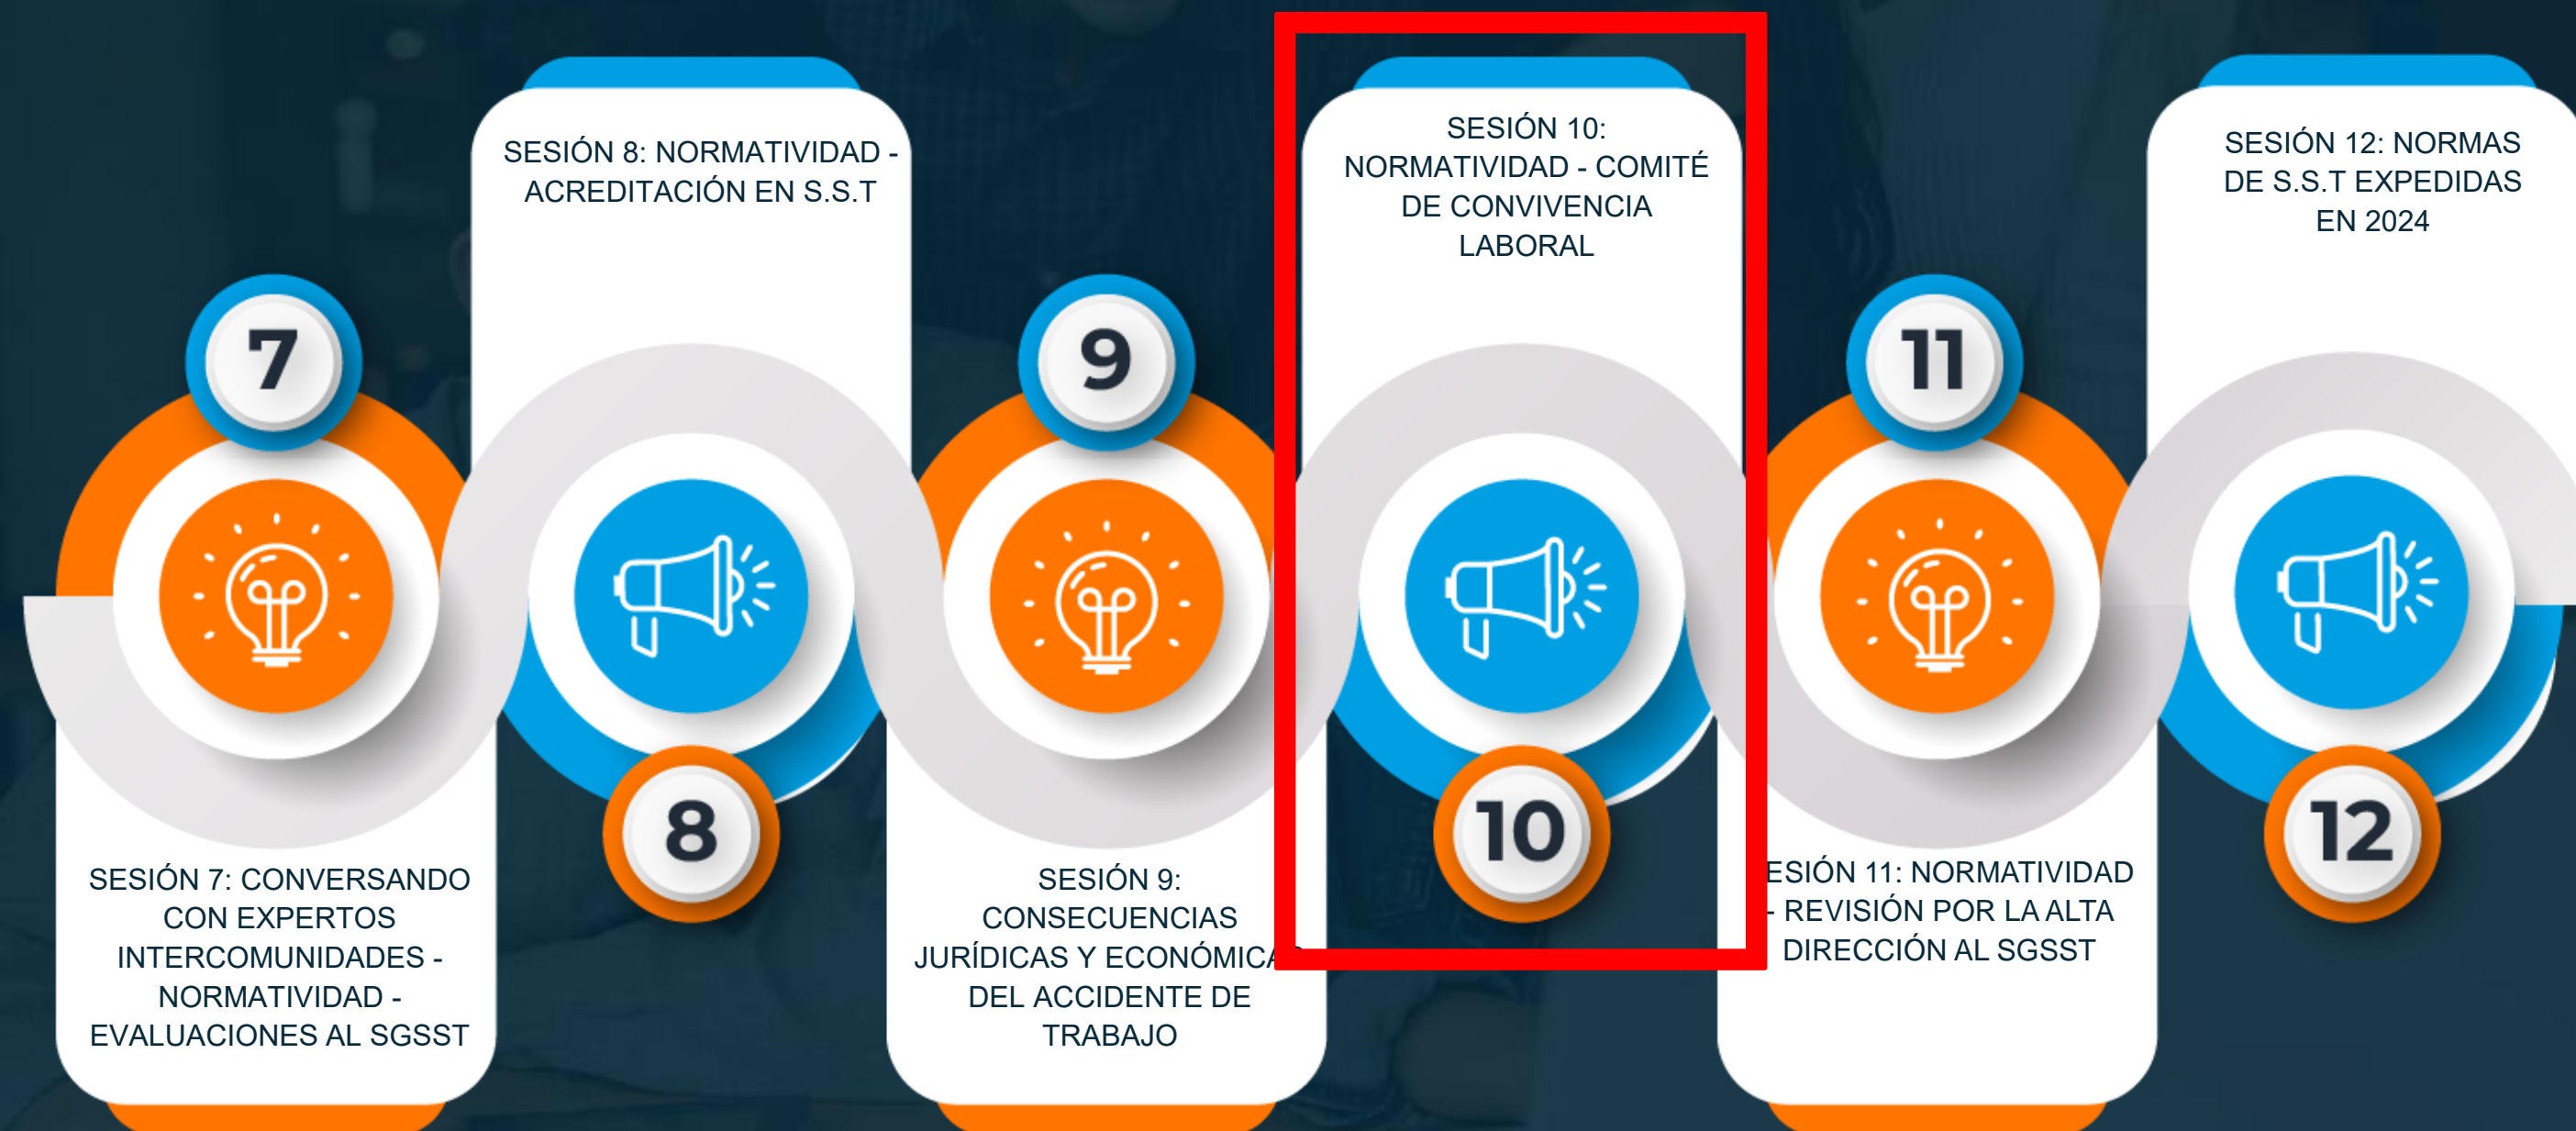 7
SESIÓN 7: CONVERSANDO
CON EXPERTOS
INTERCOMUNIDADES -
NORMATIVIDAD -
EVALUACIONES AL SGSST
SESIÓN 8: NORMATIVIDAD -
ACREDITACIÓN EN S.S.T
8
9
SESIÓN 9:
CONSECUENCIAS
JURÍDICAS Y ECONÓMICA
DEL ACCIDENTE DE
TRABAJO
SESIÓN 10:
NORMATIVIDAD - COMITÉ
DE CONVIVENCIA
LABORAL
10
11
ESIÓN 11: NORMATIVIDAD
- REVISIÓN POR LA ALTA
DIRECCIÓN AL SGSST
SESIÓN 12: NORMAS
DE S.S.T EXPEDIDAS
EN 2024
12